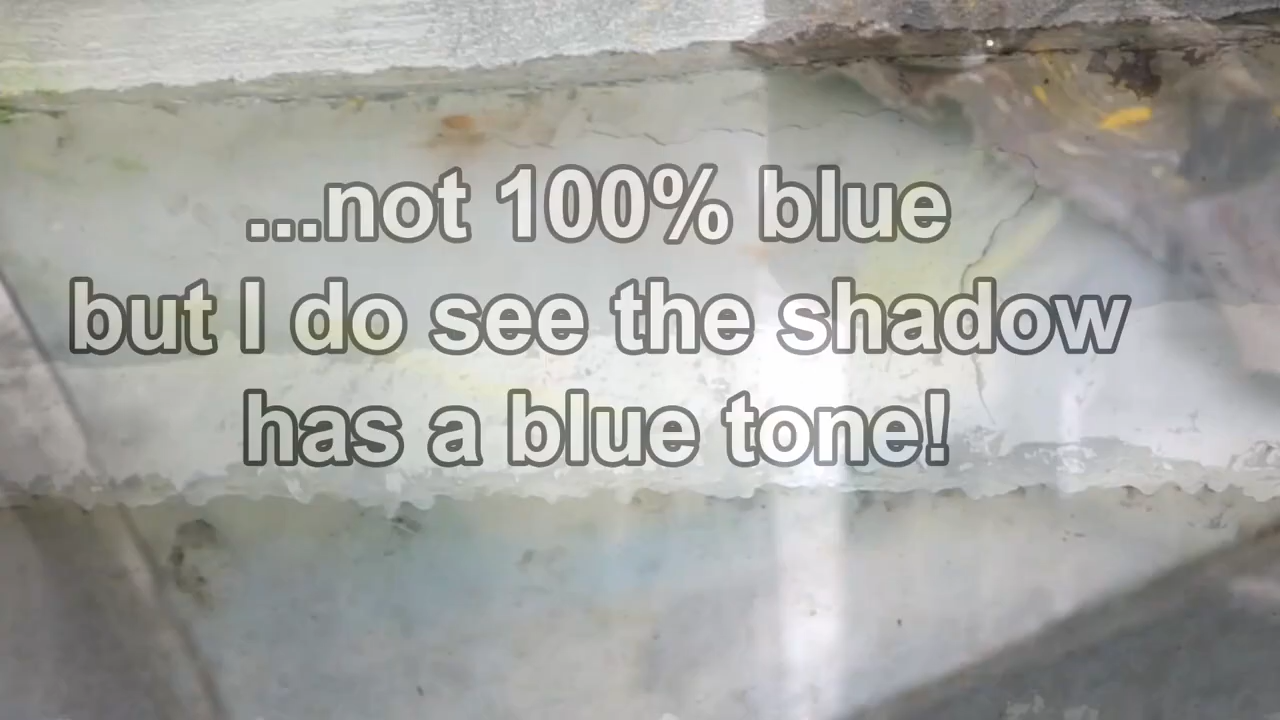 ...not 100% blue
but I do see the shadow
has a blue tone!